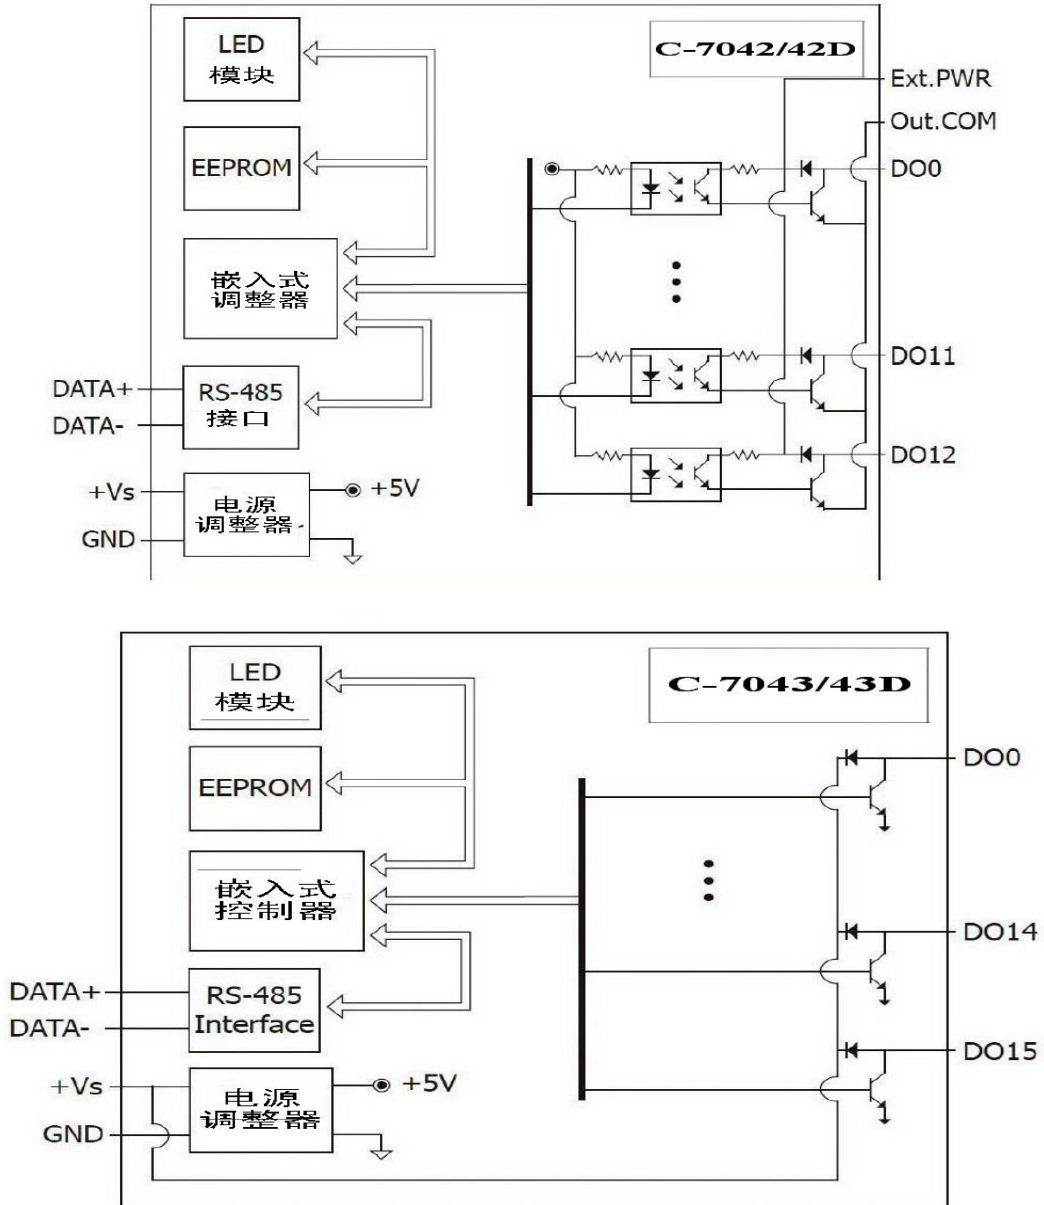 C-7042/42D
LED
模块
EEPROM
嵌入式
调整器
DATA+
DATA-
RS-485
接口
+Vs
GND
电源
调整器
+5V
Ext.PWR
Out.COM
DO0
DO11
DO12
C-7043/43D
LED
模块
EEPROM
嵌入式
控制器
DATA+
DATA-
RS-485
Interface
+Vs
GND
电源
调整器
+5V
DO0
DO14
DO15